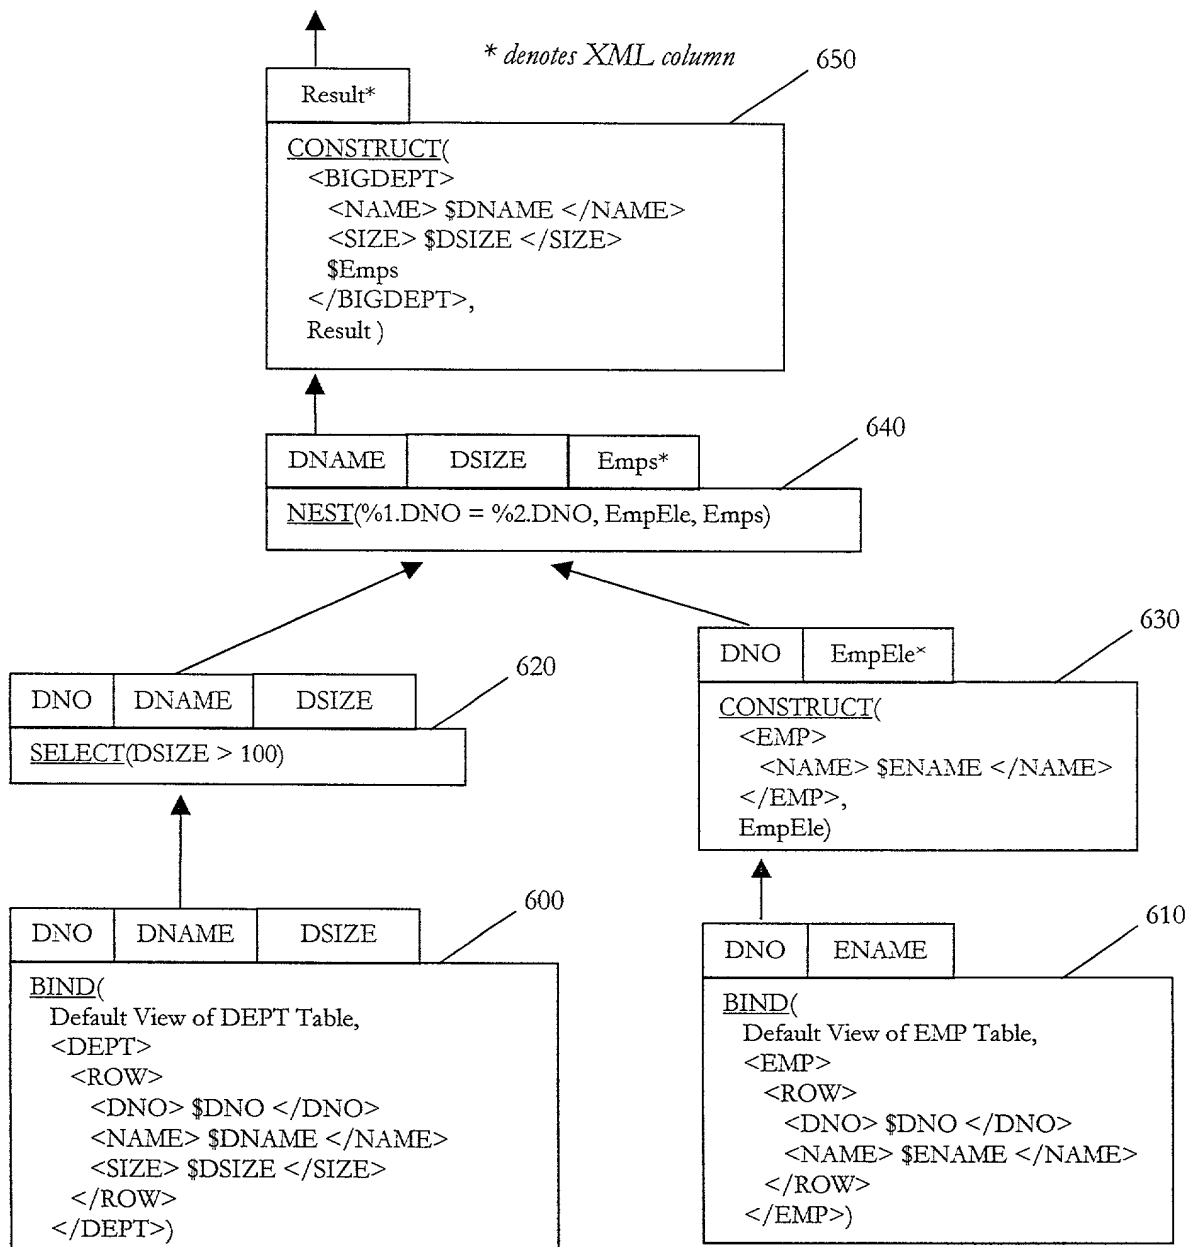 * denotes XML column
650
Result*
CONSTRUCT(
<BIGDEPT>
<NAME> $DNAME </NAME>
<SIZE> $DSIZE </SIZE>
$Emps
</BIGDEPT>,
Result )
640
DNAME DSIZE Emps*
NEST(%1.DNO = %2.DNO, EmpEle, Emps)
620
DNO DNAME DSIZE
SELECT(DSIZE > 100)
630
DNO EmpEle*
CONSTRUCT(
<EMP>
<NAME> $ENAME </NAME>
</EMP>,
EmpEle)
600
DNO DNAME DSIZE
BIND(
Default View of DEPT Table,
<DEPT>
<ROW>
<DNO> $DNO </DNO>
<NAME> $DNAME </NAME>
<SIZE> $DSIZE </SIZE>
</ROW>
</DEPT>)
610
DNO ENAME
BIND(
Default View of EMP Table,
<EMP>
<ROW>
<DNO> $DNO </DNO>
<NAME> $ENAME </NAME>
</ROW>
</EMP>)